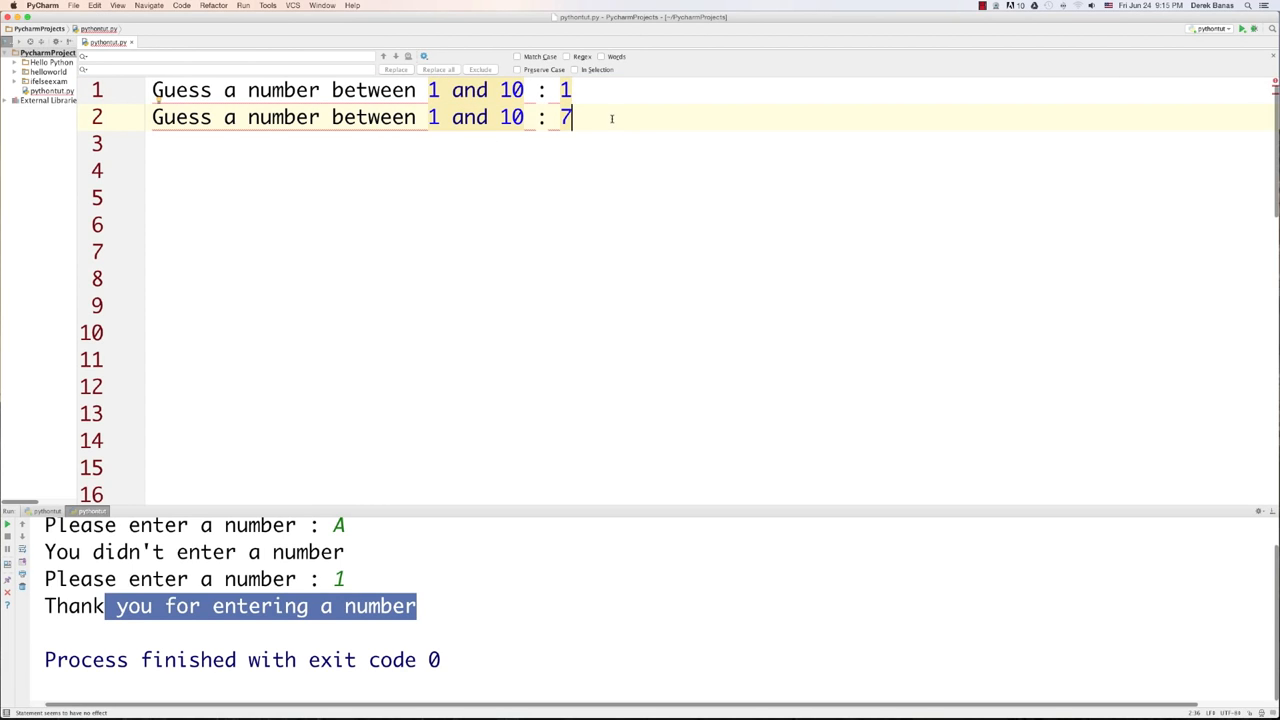 PyCharm File Edit View Navigate Code Refactor Run Tools VCS Window Help 10 Fri Jun 24 9:15 PM Derek Banas
pythontut.py - PycharmProjects - [~/PycharmProjects]
PycharmProjects pythontut.py pythontut
pythontut.py
PycharmProject
Hello Python
helloworld
ifelseexam
pythontut.py
External Librarie
Match Case Regex Words
Replace Replace all Exclude Preserve Case In Selection
1 Guess a number between 1 and 10 : 1
2 Guess a number between 1 and 10 : 7
3
4
5
6
7
8
9
10
11
12
13
14
15
16
Run: pythontut pythontut
Please enter a number : A
You didn't enter a number
Please enter a number : 1
Thank you for entering a number
Process finished with exit code 0
Statement seems to have no effect 2:36 LF UTF-8